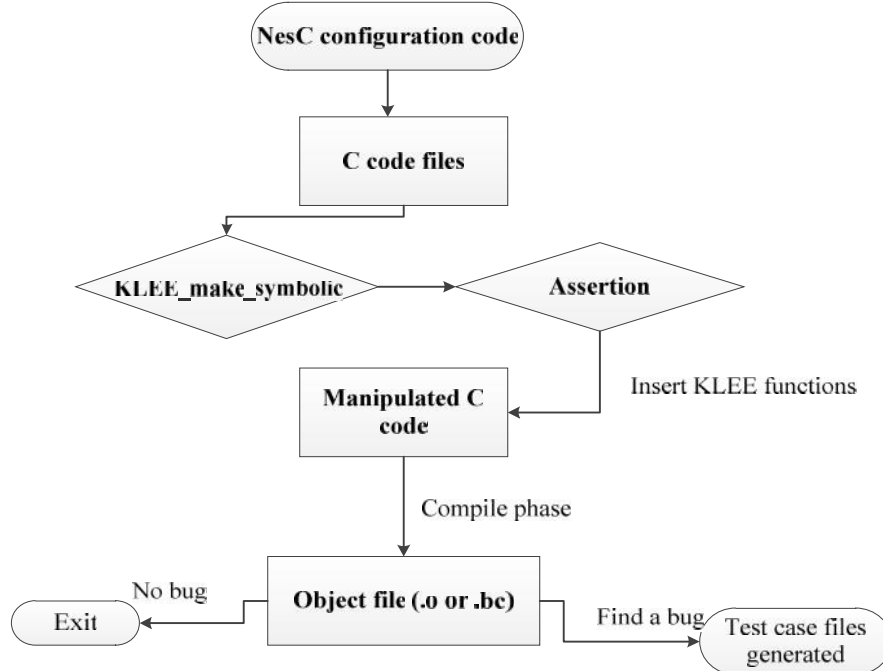 NesC configuration code
C code files
KLEE_make_symbolic
Assertion
Insert KLEE functions
Manipulated C
code
Compile phase
Object file (.o or .bc)
No bug
Exit
Find a bug
Test case files
generated